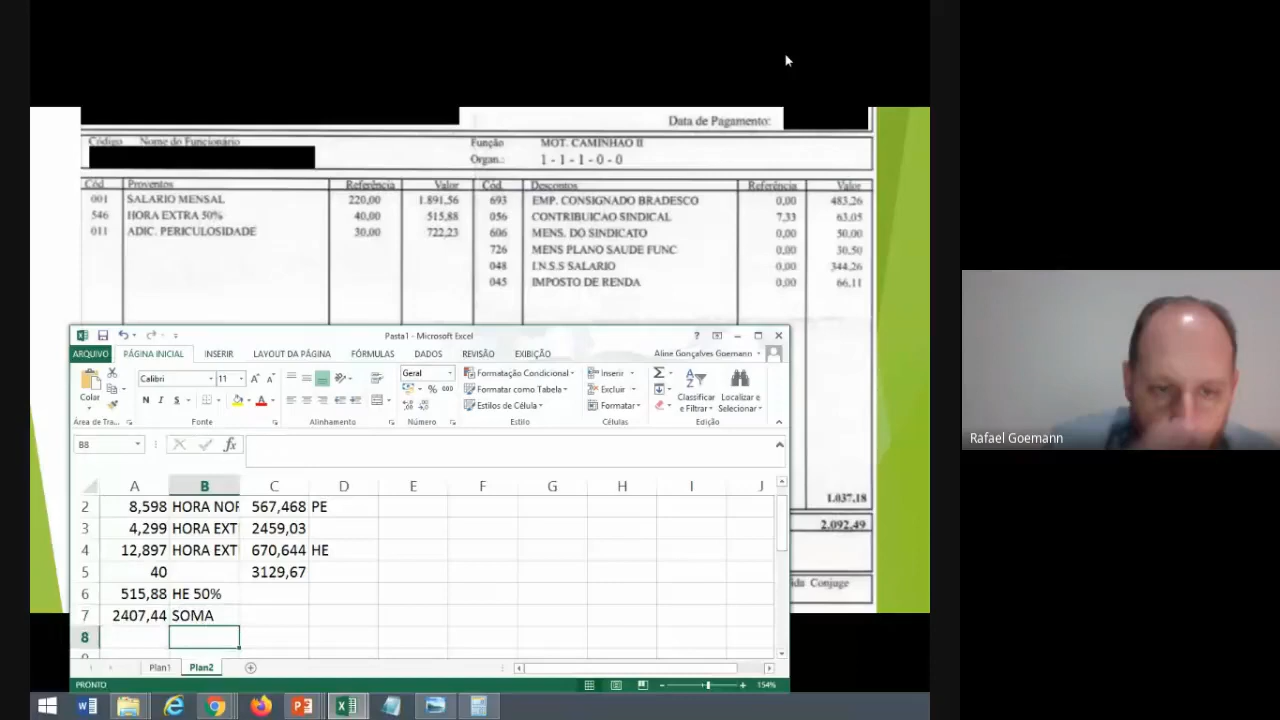 Data de Pagamento:
Código Nome do Funcionário Função MOT. CAMINHAO II
Organ.: 1 - 1 - 1 - 0 - 0
Cód Proventos Referência Valor Cód. Descontos Referência Valor
001 SALARIO MENSAL 220,00 1.891,56 693 EMP. CONSIGNADO BRADESCO 0,00 483,26
546 HORA EXTRA 50% 40,00 515,88 056 CONTRIBUICAO SINDICAL 7,33 63,05
011 ADIC. PERICULOSIDADE 30,00 722,23 606 MENS. DO SINDICATO 0,00 50,00
726 MENS PLANO SAUDE FUNC 0,00 30,50
048 I.N.S.S SALARIO 0,00 344,26
045 IMPOSTO DE RENDA 0,00 66,11
Pasta1 - Microsoft Excel
ARQUIVO PÁGINA INICIAL INSERIR LAYOUT DA PÁGINA FÓRMULAS DADOS REVISÃO EXIBIÇÃO Aline Gonçalves Goemann
Colar Calibri 11 Geral Formatação Condicional Inserir Classificar e Filtrar Localizar e Selecionar
N I S % 000 Formatar como Tabela Excluir
Estilos de Célula Formatar
Área de Tra... Fonte Alinhamento Número Estilo Células Edição
B8 fx
A B C D E F G H I J
2 8,598 HORA NOR 567,468 PE
3 4,299 HORA EXT 2459,03
4 12,897 HORA EXT 670,644 HE
5 40 3129,67
6 515,88 HE 50%
7 2407,44 SOMA
8
1.037,18
2.092,49
Conjuge
Plan1 Plan2
PRONTO 154%
Rafael Goemann